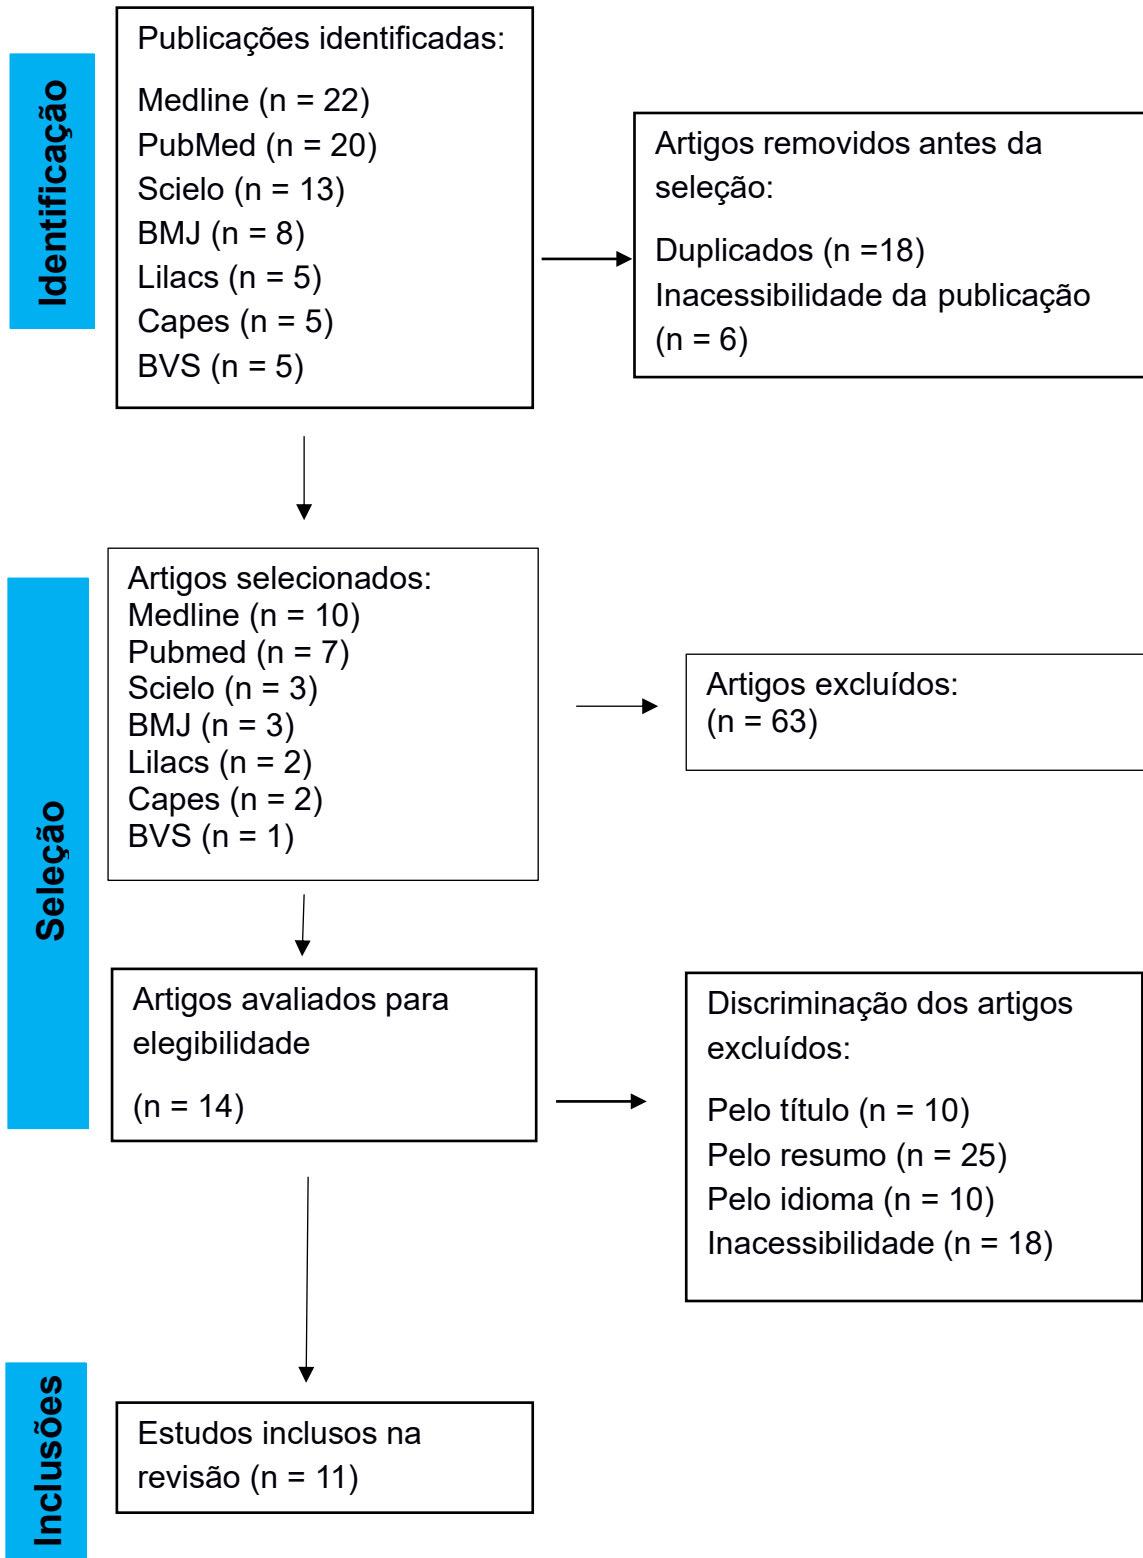 Identificação
Publicações identificadas:
Medline (n = 22)
PubMed (n = 20)
Scielo (n = 13)
BMJ (n = 8)
Lilacs (n = 5)
Capes (n = 5)
BVS (n = 5)
Artigos removidos antes da
seleção:
Duplicados (n =18)
Inacessibilidade da publicação
(n = 6)
Seleção
Artigos selecionados:
Medline (n = 10)
Pubmed (n = 7)
Scielo (n = 3)
BMJ (n = 3)
Lilacs (n = 2)
Capes (n = 2)
BVS (n = 1)
Artigos excluídos:
(n = 63)
Artigos avaliados para
elegibilidade
(n = 14)
Discriminação dos artigos
excluídos:
Pelo título (n = 10)
Pelo resumo (n = 25)
Pelo idioma (n = 10)
Inacessibilidade (n = 18)
Inclusões
Estudos inclusos na
revisão (n = 11)